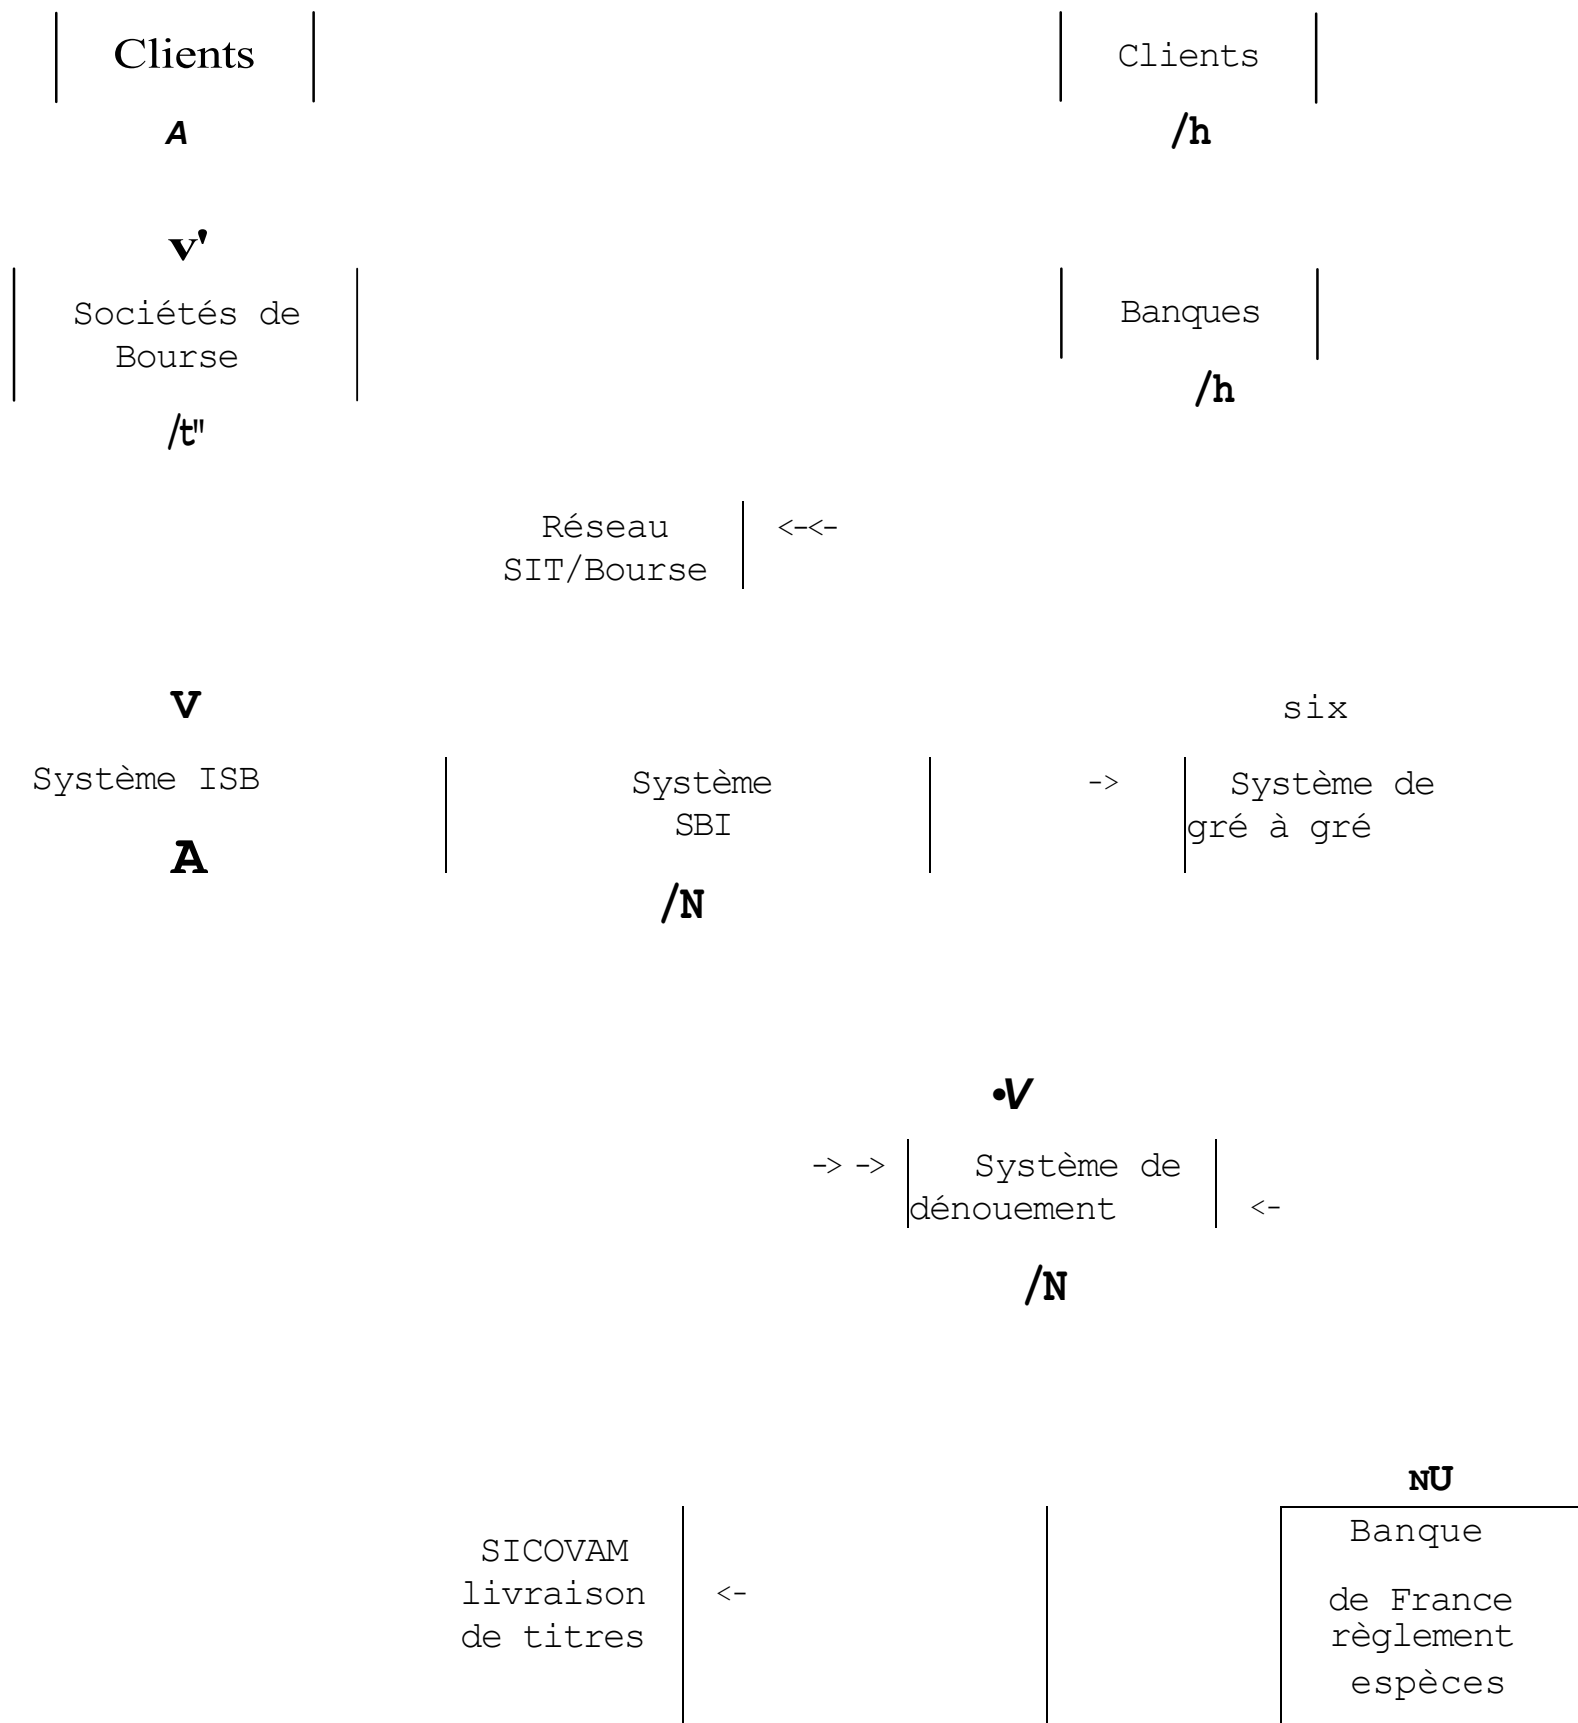 Clients
Clients
A
/h
v'
Sociétés de
Bourse
Banques
/h
/t"
Réseau
SIT/Bourse
<-<-
v
six
Système ISB
Système
SBI
->
Système de
gré à gré
A
/N
•V
-> ->
Système de
dénouement
<-
/N
NU
SICOVAM
livraison
de titres
<-
Banque
de France
règlement
espèces